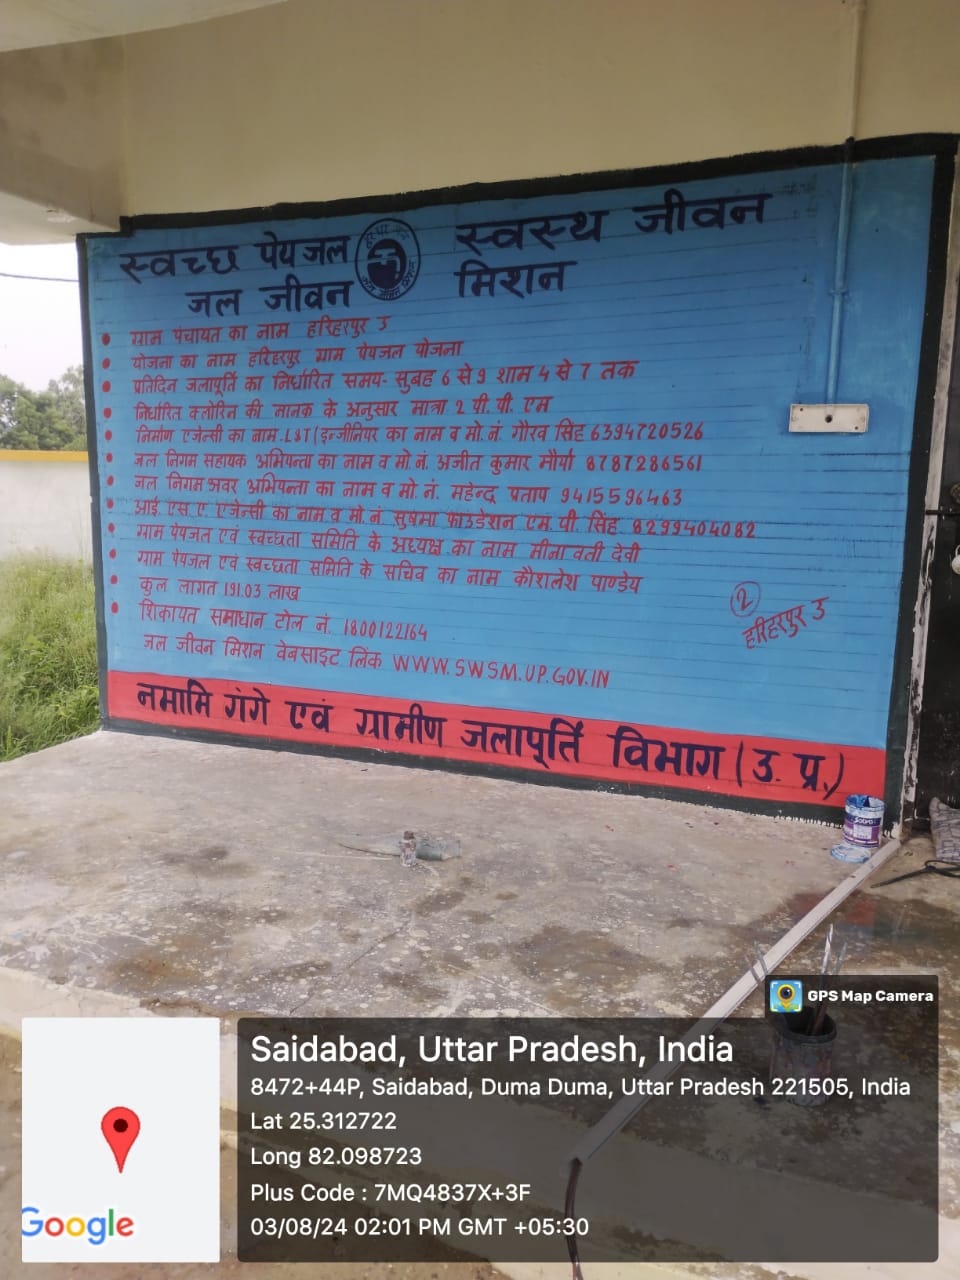 स्वच्छ पेयजल स्वस्थ जीवन
जल जीवन मिशन
ग्राम पंचायत का नाम हरिहरपुर उ
योजना का नाम हरिहरपुर ग्राम पेयजल योजना
प्रतिदिन जलापूर्ति का निर्धारित समय- सुबह 6 से 9 शाम 4 से 7 तक
निर्धारित क्लोरिन की मानक के अनुसार मात्रा 2 पी. पी. एम
निर्माण एजेन्सी का नाम. L&T (इन्जीनियर का नाम व मो. नं. गौरव सिंह 6394720526
जल निगम सहायक अभियन्ता का नाम व मो. नं. अजीत कुमार मौर्या 8787286561
जल निगम अवर अभियन्ता का नाम व मो. नं. महेन्द्र प्रताप 9415596463
आई. एस. ए. एजेन्सी का नाम व मो. नं. सुषमा फाउंडेशन एम. पी. सिंह 8299404082
ग्राम पेयजल एवं स्वच्छता समिति के अध्यक्ष का नाम मीनावती देवी
ग्राम पेयजल एवं स्वच्छता समिति के सचिव का नाम कौशलेश पाण्डेय
कुल लागत 191.03 लाख
शिकायत समाधान टोल नं. 1800122164
जल जीवन मिशन वेबसाइट लिंक WWW.SWSM.UP.GOV.IN
2
हरिहरपुर उ
नमामि गंगे एवं ग्रामीण जलापूर्ति विभाग (उ. प्र.)
GPS Map Camera
Saidabad, Uttar Pradesh, India
8472+44P, Saidabad, Duma Duma, Uttar Pradesh 221505, India
Lat 25.312722
Long 82.098723
Plus Code : 7MQ4837X+3F
03/08/24 02:01 PM GMT +05:30
Google